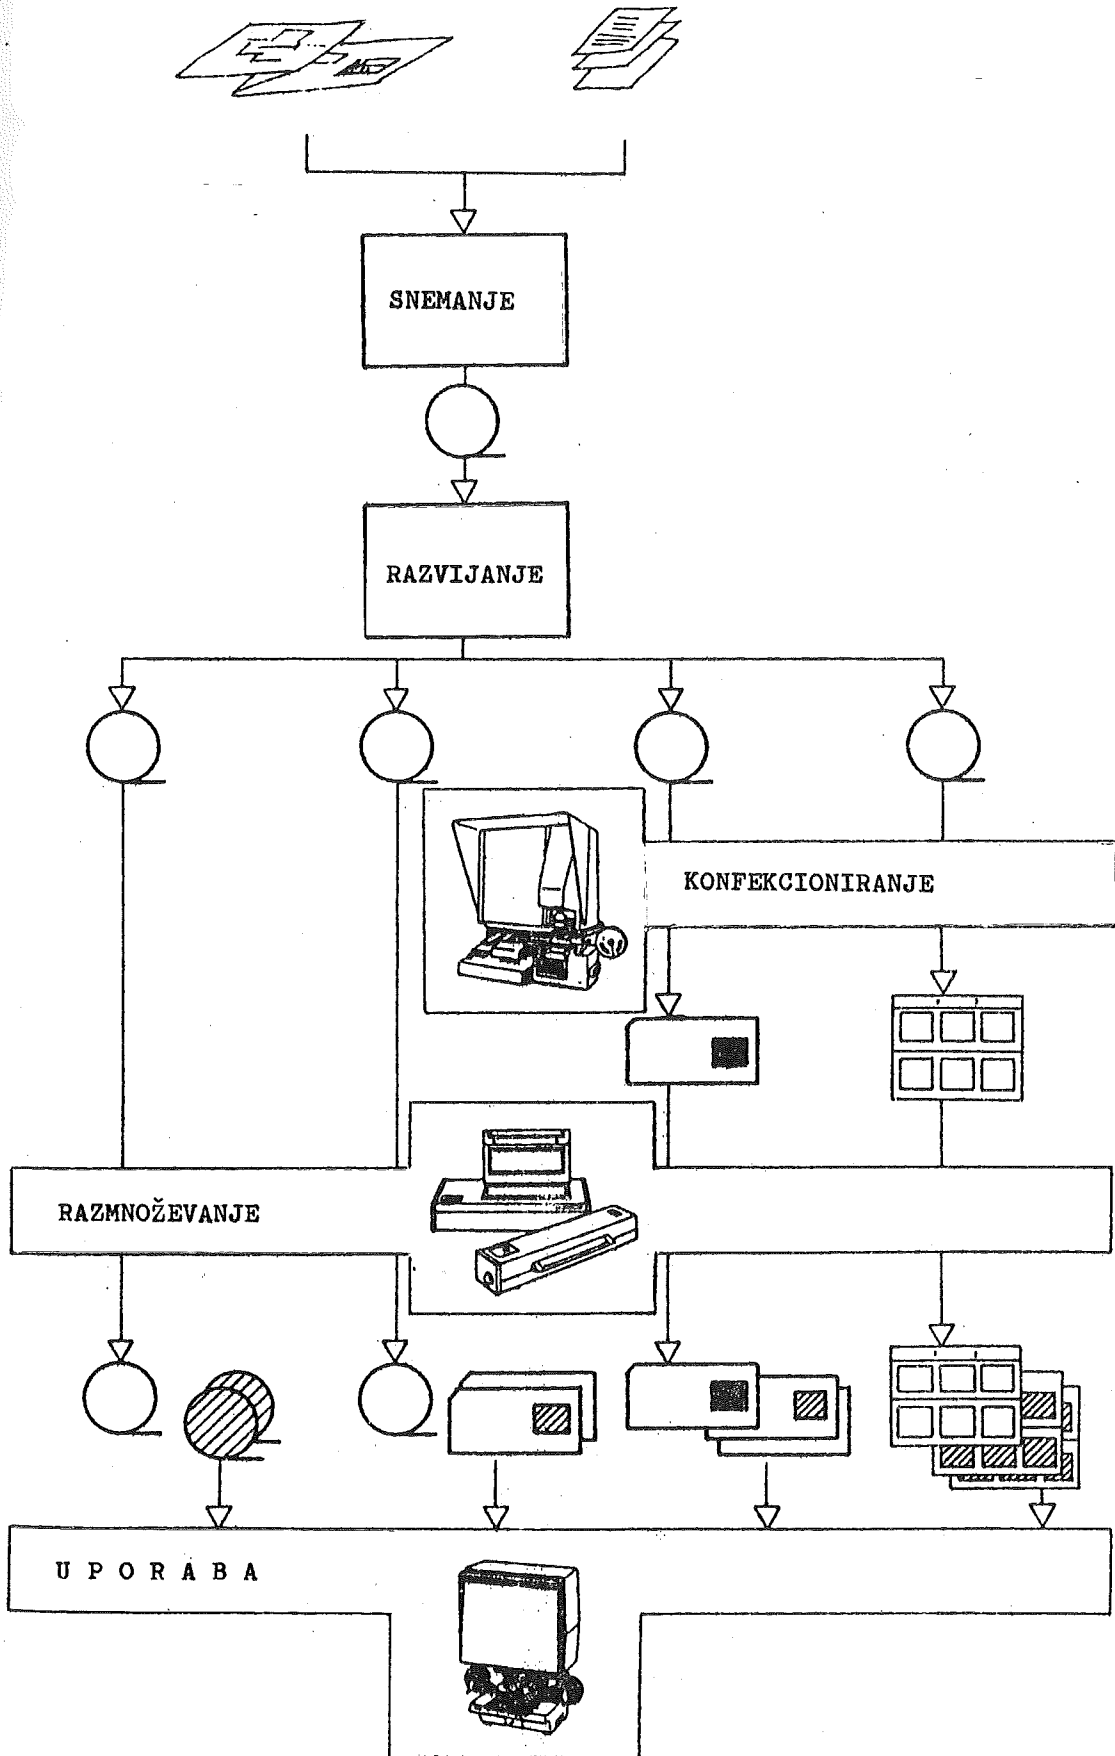 SNEMANJE
RAZVIJANJE
KONFEKCIONIRANJE
RAZMNOŽEVANJE
U P O R A B A